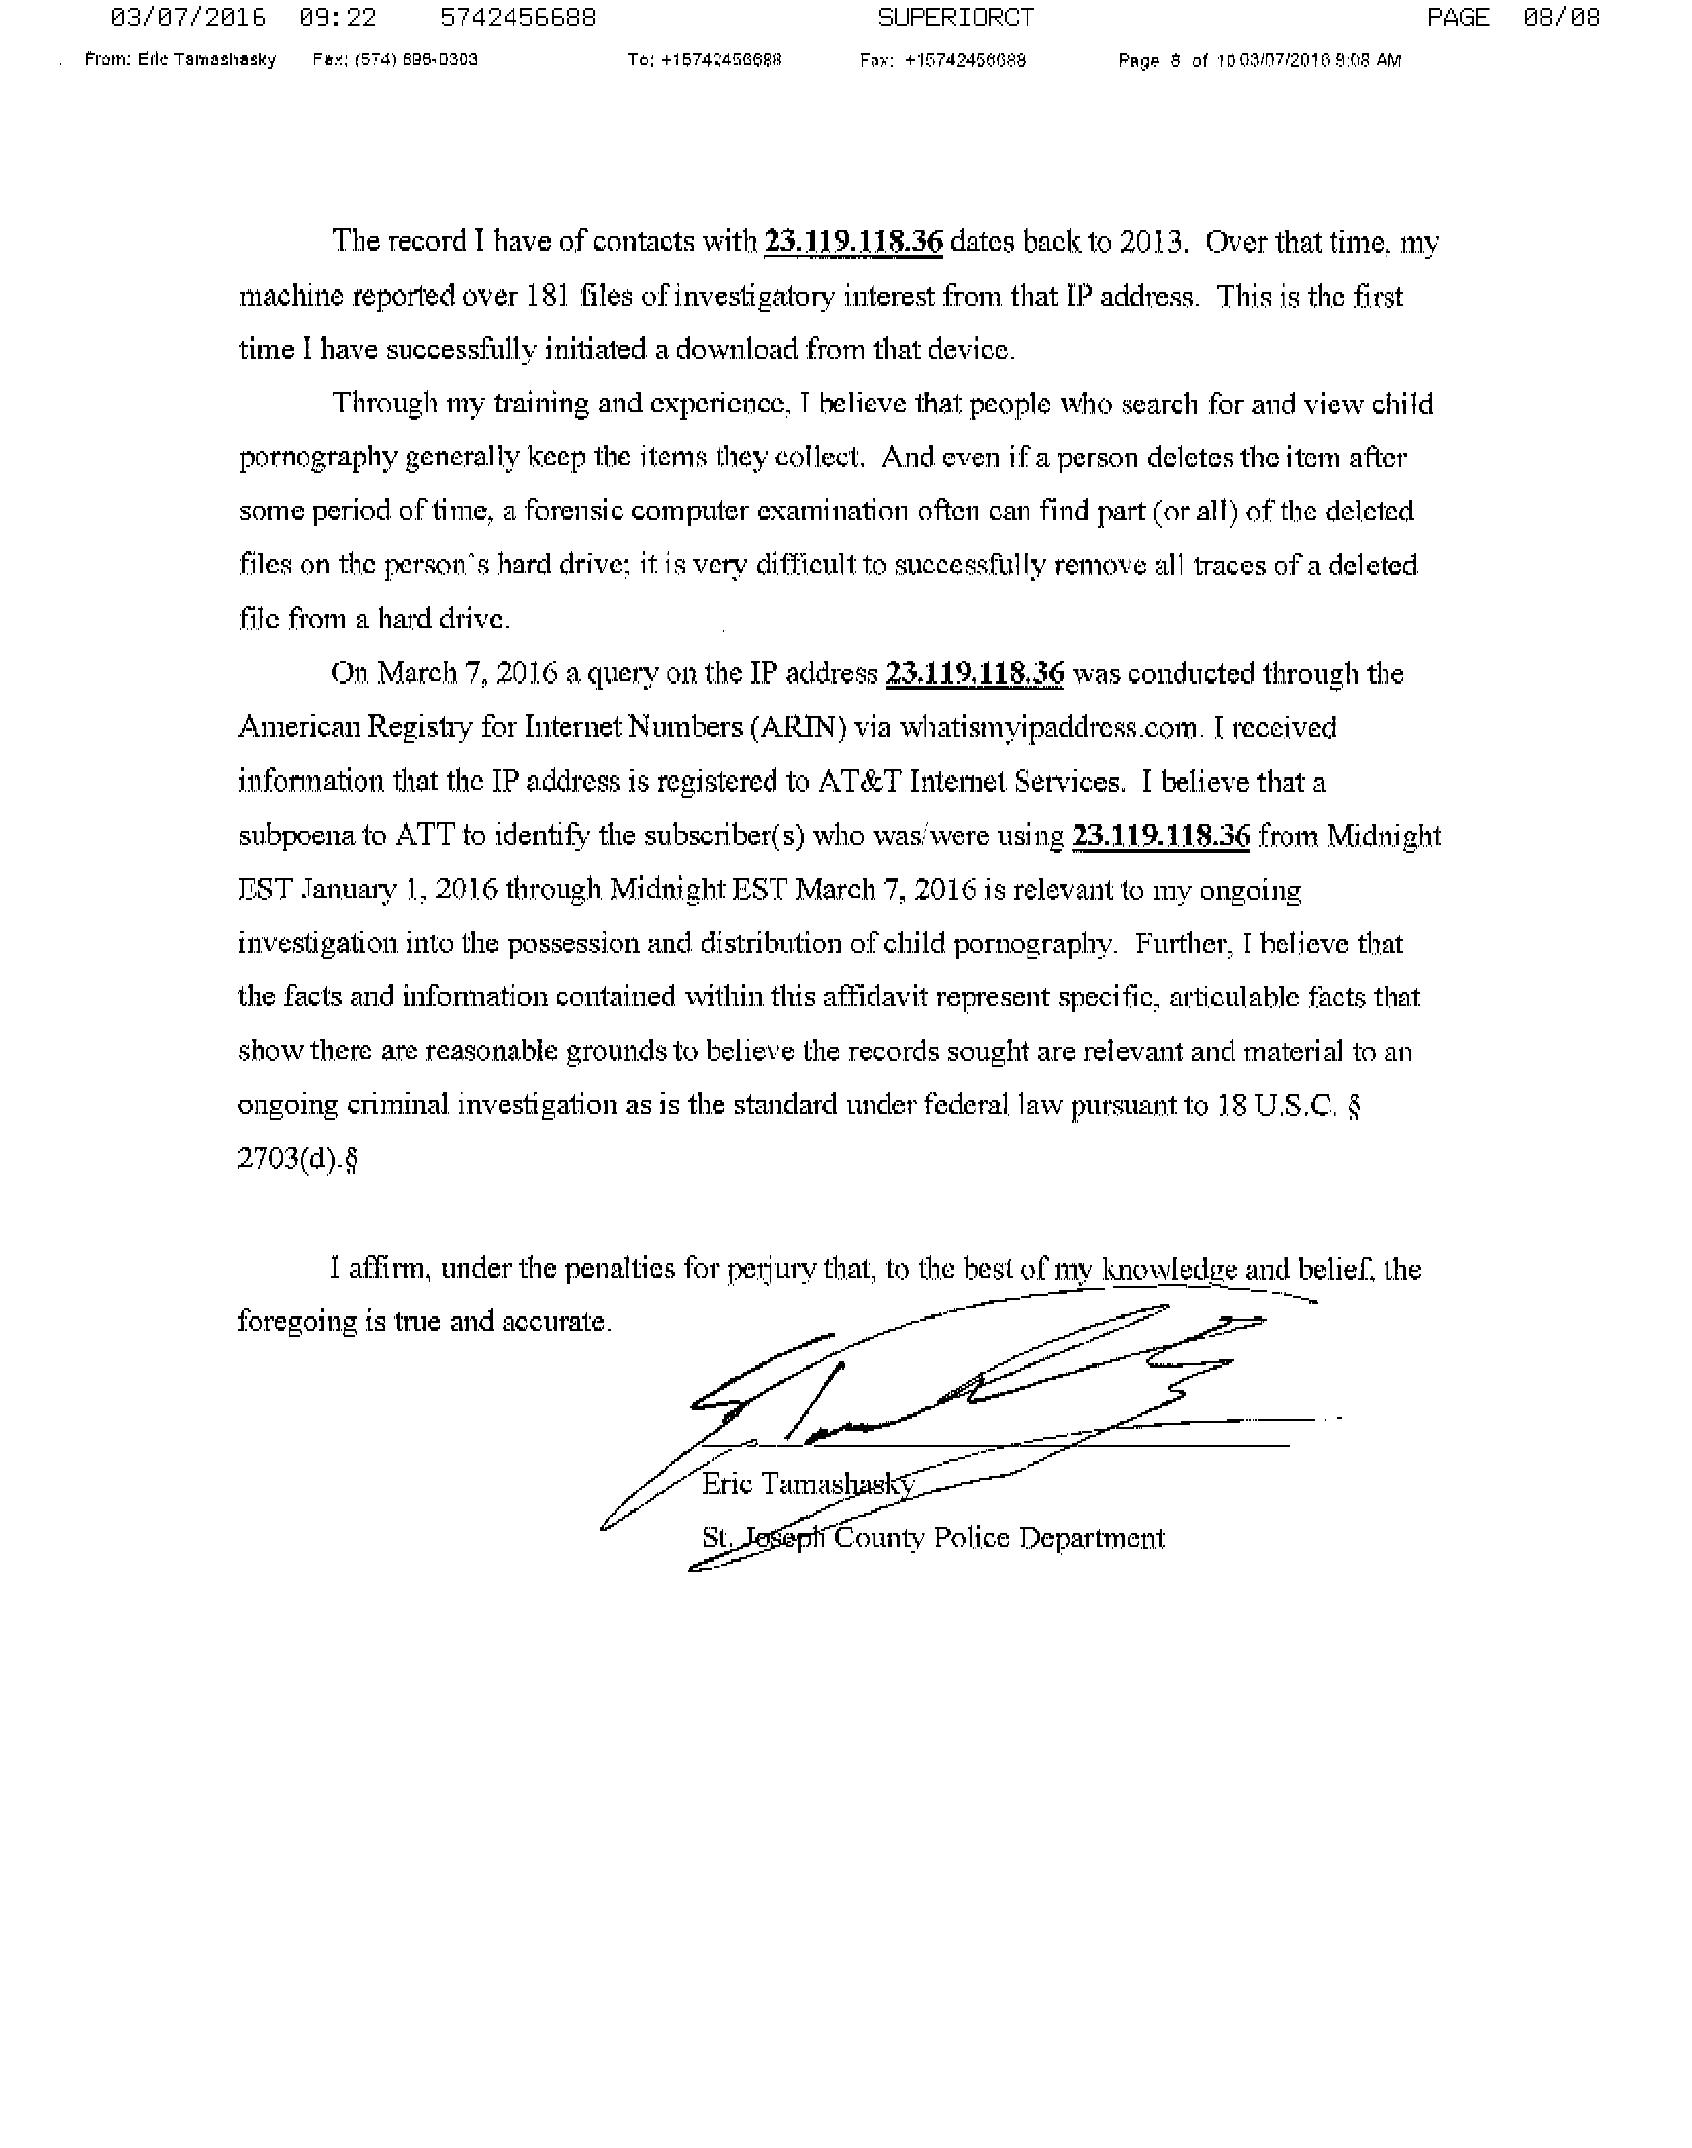 03/07/2016 09:22 5742456688 SUPERIORCT PAGE 08/08
From: Eric Tamashasky Fax: (574) 696-0303 To: +15742456688 Fax: +15742456688 Page 8 of 10 03/07/2016 9:08 AM
The record I have of contacts with 23.119.118.36 dates back to 2013. Over that time, my
machine reported over 181 files of investigatory interest from that IP address. This is the first
time I have successfully initiated a download from that device.
Through my training and experience, I believe that people who search for and view child
pornography generally keep the items they collect. And even if a person deletes the item after
some period of time, a forensic computer examination often can find part (or all) of the deleted
files on the person's hard drive; it is very difficult to successfully remove all traces of a deleted
file from a hard drive.
On March 7, 2016 a query on the IP address 23.119.118.36 was conducted through the
American Registry for Internet Numbers (ARIN) via whatismyipaddress.com. I received
information that the IP address is registered to AT&T Internet Services. I believe that a
subpoena to ATT to identify the subscriber(s) who was/were using 23.119.118.36 from Midnight
EST January 1, 2016 through Midnight EST March 7, 2016 is relevant to my ongoing
investigation into the possession and distribution of child pornography. Further, I believe that
the facts and information contained within this affidavit represent specific, articulable facts that
show there are reasonable grounds to believe the records sought are relevant and material to an
ongoing criminal investigation as is the standard under federal law pursuant to 18 U.S.C. §
2703(d).§
I affirm, under the penalties for perjury that, to the best of my knowledge and belief, the
foregoing is true and accurate.
Eric Tamashasky
St. Joseph County Police Department